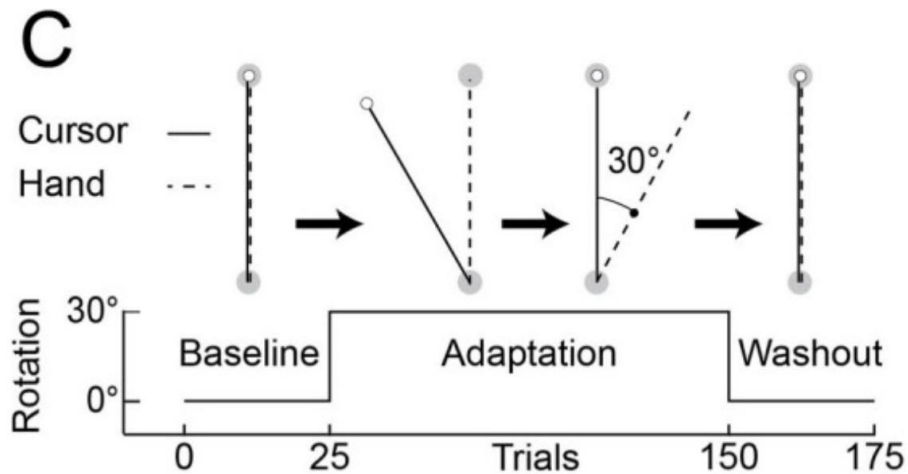 C
Cursor
Hand
30°
30°
Baseline Adaptation Washout
Rotation
0°
0 25 Trials 150 175